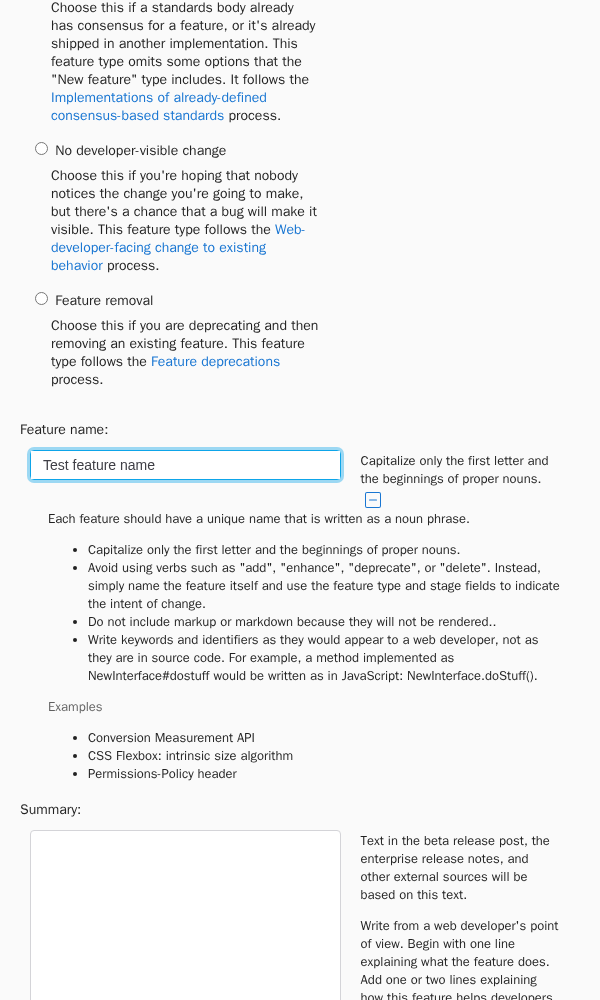 Choose this if a standards body already
has consensus for a feature, or it's already
shipped in another implementation. This
feature type omits some options that the
"New feature" type includes. It follows the
Implementations of already-defined
consensus-based standards process.
No developer-visible change
Choose this if you're hoping that nobody
notices the change you're going to make,
but there's a chance that a bug will make it
visible. This feature type follows the Web-
developer-facing change to existing
behavior process.
Feature removal
Choose this if you are deprecating and then
removing an existing feature. This feature
type follows the Feature deprecations
process.
Feature name:
Test feature name
Capitalize only the first letter and
the beginnings of proper nouns.
Each feature should have a unique name that is written as a noun phrase.
• Capitalize only the first letter and the beginnings of proper nouns.
• Avoid using verbs such as "add", "enhance", "deprecate", or "delete". Instead,
simply name the feature itself and use the feature type and stage fields to indicate
the intent of change.
• Do not include markup or markdown because they will not be rendered..
• Write keywords and identifiers as they would appear to a web developer, not as
they are in source code. For example, a method implemented as
NewInterface#dostuff would be written as in JavaScript: NewInterface.doStuff().
Examples
• Conversion Measurement API
• CSS Flexbox: intrinsic size algorithm
• Permissions-Policy header
Summary:
Text in the beta release post, the
enterprise release notes, and
other external sources will be
based on this text.
Write from a web developer's point
of view. Begin with one line
explaining what the feature does.
Add one or two lines explaining
how this feature helps developers